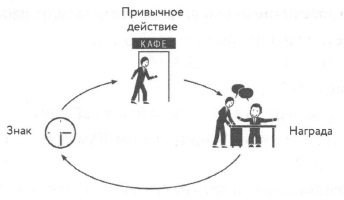 Привычное
действие
КАФЕ
Знак
Награда